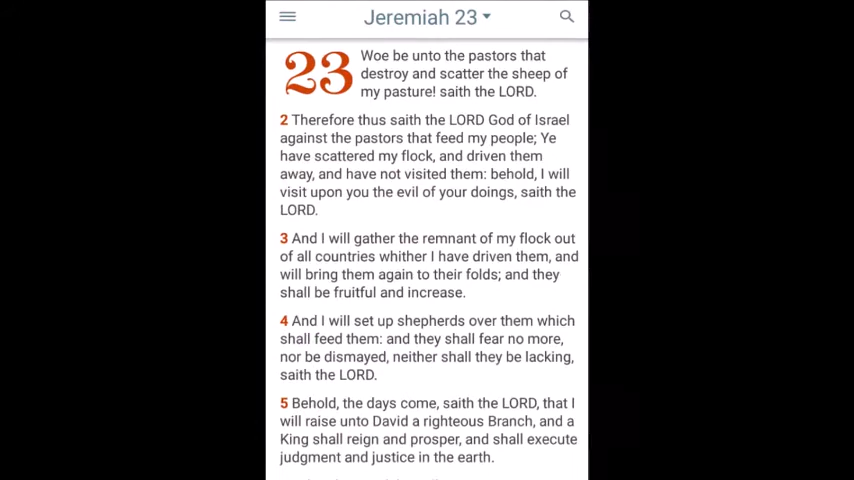 Jeremiah 23
23 Woe be unto the pastors that
destroy and scatter the sheep of
my pasture! saith the LORD.
2 Therefore thus saith the LORD God of Israel
against the pastors that feed my people; Ye
have scattered my flock, and driven them
away, and have not visited them: behold, I will
visit upon you the evil of your doings, saith the
LORD.
3 And I will gather the remnant of my flock out
of all countries whither I have driven them, and
will bring them again to their folds; and they
shall be fruitful and increase.
4 And I will set up shepherds over them which
shall feed them: and they shall fear no more,
nor be dismayed, neither shall they be lacking,
saith the LORD.
5 Behold, the days come, saith the LORD, that I
will raise unto David a righteous Branch, and a
King shall reign and prosper, and shall execute
judgment and justice in the earth.